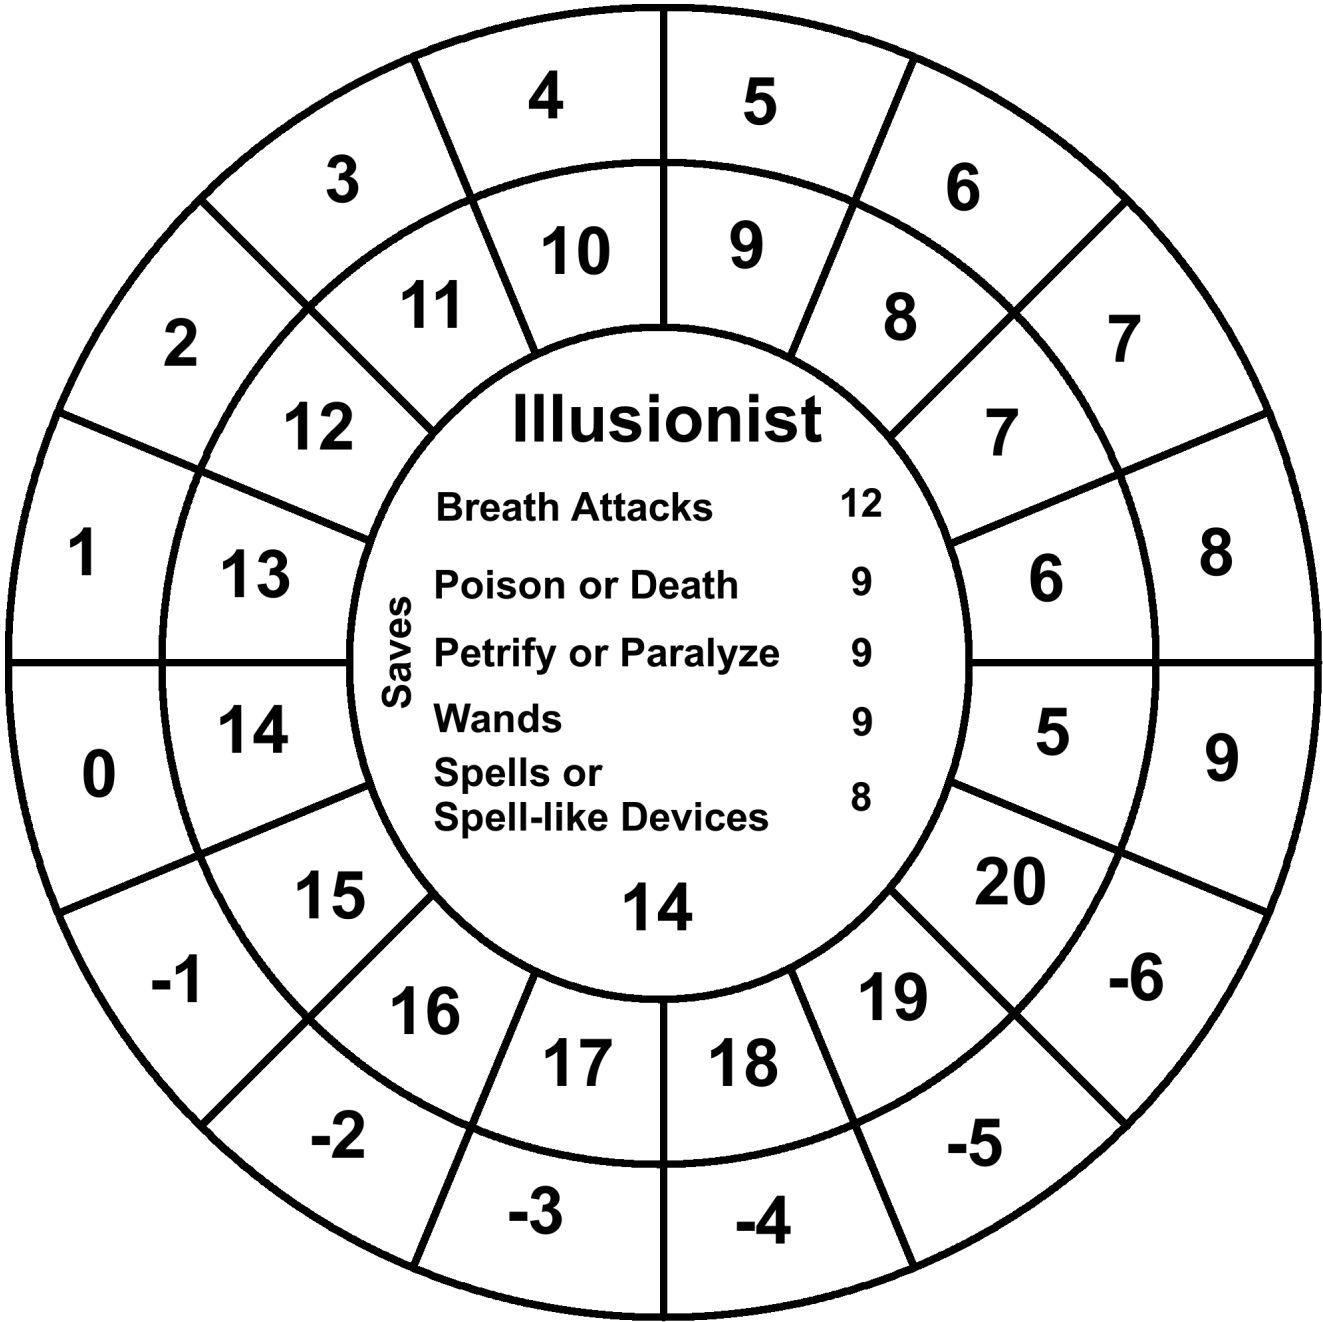 4 5
3 6
2 7
1 8
0 9
-1 -6
-2 -5
-3 -4
10 9
11 8
12 7
13 6
14 5
15 20
16 19
17 18
Illusionist
Saves
Breath Attacks 12
Poison or Death 9
Petrify or Paralyze 9
Wands 9
Spells or
Spell-like Devices 8
14